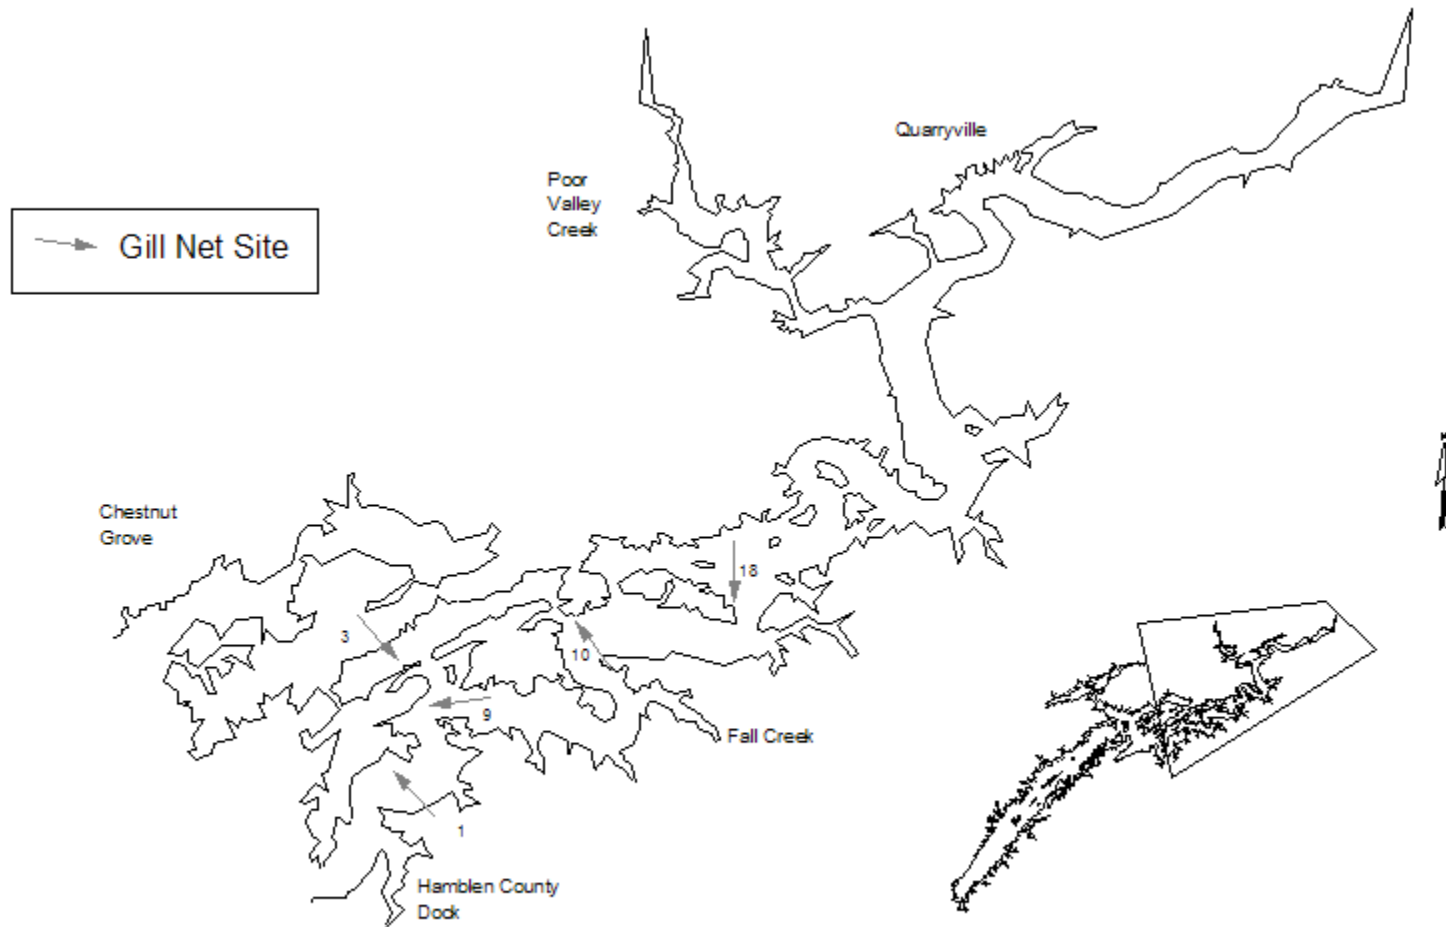 Quarryville
Poor
Valley
Creek
Gill Net Site
Chestnut
Grove
18
3
10
9
Fall Creek
1
Hamblen County
Dock